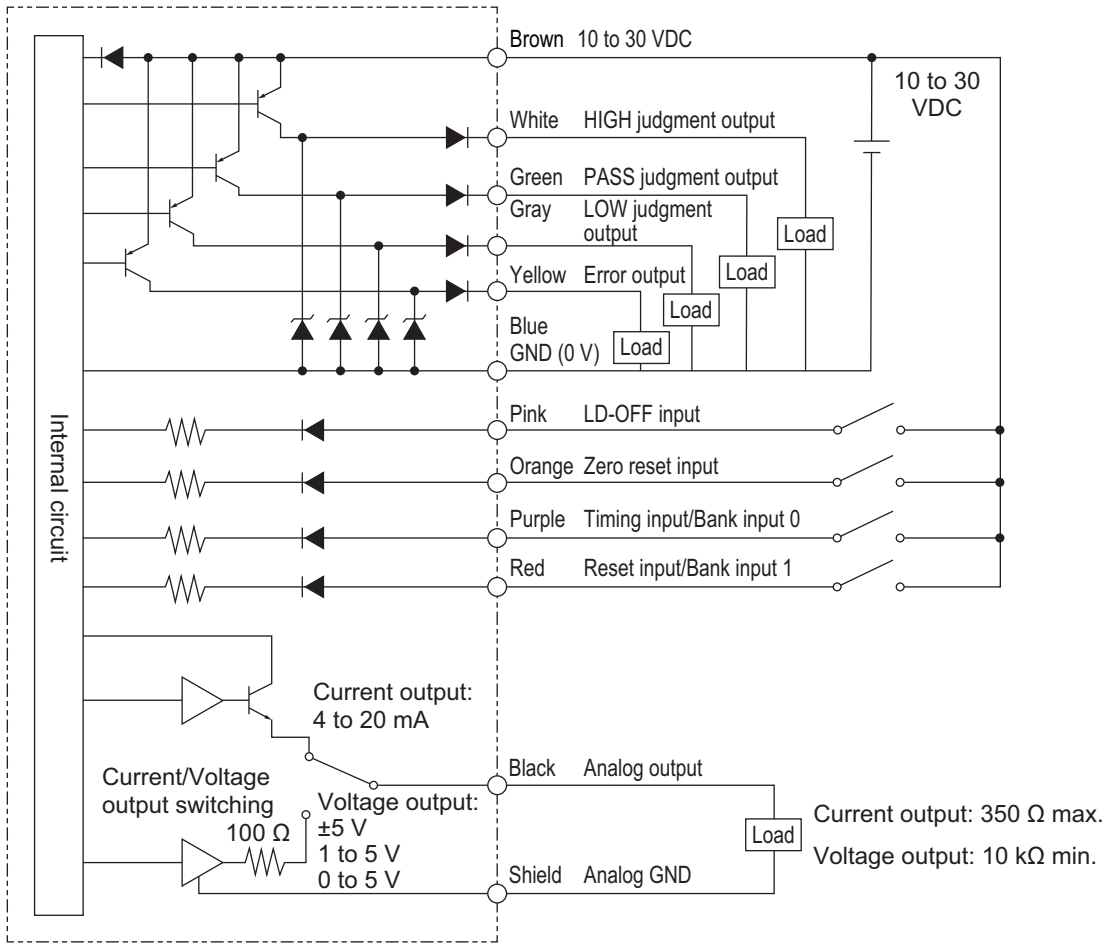 Brown 10 to 30 VDC
10 to 30
VDC
White HIGH judgment output
Green PASS judgment output
Gray LOW judgment
output
Load
Load
Yellow Error output
Load
Blue
GND (0 V)
Load
Internal circuit
Pink LD-OFF input
Orange Zero reset input
Purple Timing input/Bank input 0
Red Reset input/Bank input 1
Current output:
4 to 20 mA
Black Analog output
Current/Voltage
output switching
Voltage output:
±5 V
1 to 5 V
0 to 5 V
100 Ω
Load
Current output: 350 Ω max.
Voltage output: 10 kΩ min.
Shield Analog GND